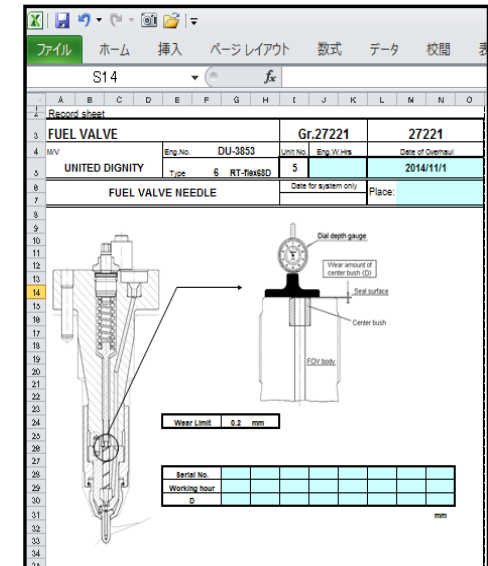 ファイル ホーム 挿入 ページ レイアウト 数式 データ 校閲
S14 fx
A B C D E F G H I J K L M N O
Record sheet
FUEL VALVE Gr.27221 27221
M/V Eng.No. DU-3853 Unit No. Eng.W.Hrs Date of Overhaul
UNITED DIGNITY Type 6 RT-flex68D 5 2014/11/1
FUEL VALVE NEEDLE Date for system only Place:
Dial depth gauge
Wear amount of
center bush (D)
Seal surface
Center bush
FOV body
Wear Limit 0.2 mm
Serial No.
Working hour
D
mm